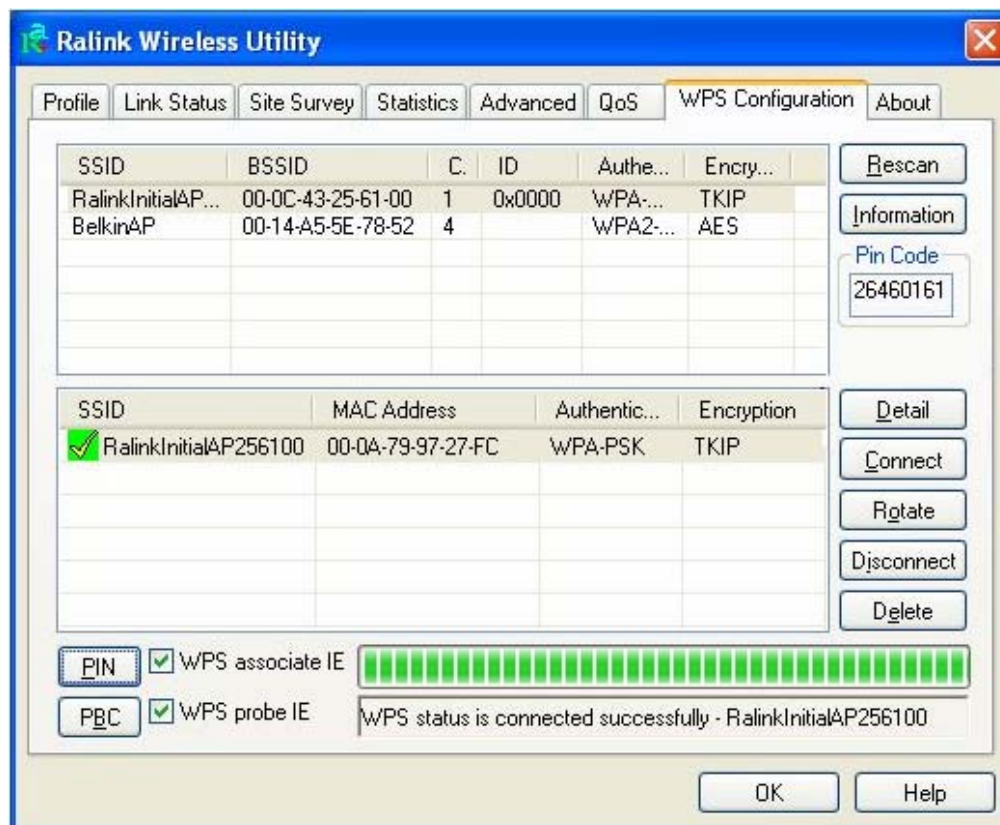 Ralink Wireless Utility
Profile Link Status Site Survey Statistics Advanced QoS WPS Configuration About
SSID BSSID C. ID Authe... Encry...
RalinkInitialAP... 00-0C-43-25-61-00 1 0x0000 WPA-... TKIP
BelkinAP 00-14-A5-5E-78-52 4 WPA2-... AES
Rescan
Information
Pin Code
26460161
SSID MAC Address Authentic... Encryption
RalinkInitialAP256100 00-0A-79-97-27-FC WPA-PSK TKIP
Detail
Connect
Rotate
Disconnect
Delete
PIN WPS associate IE
PBC WPS probe IE WPS status is connected successfully - RalinkInitialAP256100
OK Help